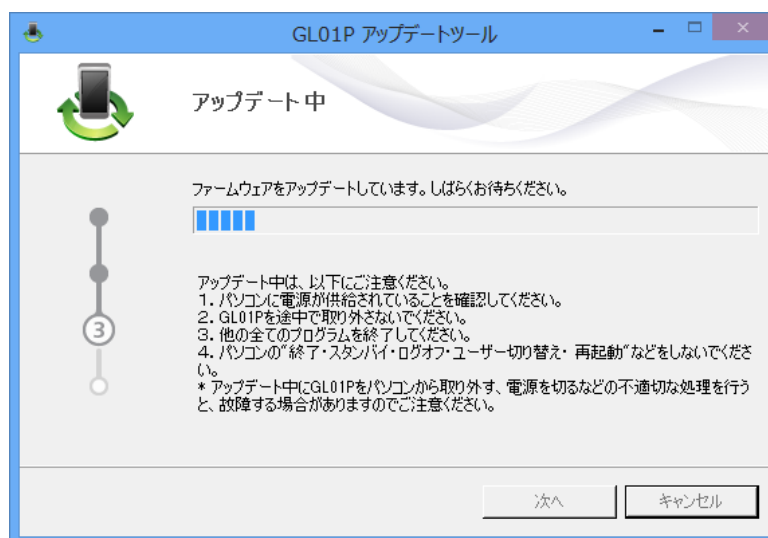 GL01P アップデートツール
アップデート中
ファームウェアをアップデートしています。しばらくお待ちください。
アップデート中は、以下にご注意ください。
1. パソコンに電源が供給されていることを確認してください。
2. GL01Pを途中で取り外さないでください。
3. 他の全てのプログラムを終了してください。
4. パソコンの"終了・スタンバイ・ログオフ・ユーザー切り替え・ 再起動"などをしないでくださ
い。
* アップデート中にGL01Pをパソコンから取り外す、電源を切るなどの不適切な処理を行う
と、故障する場合がありますのでご注意ください。
3
次へ
キャンセル